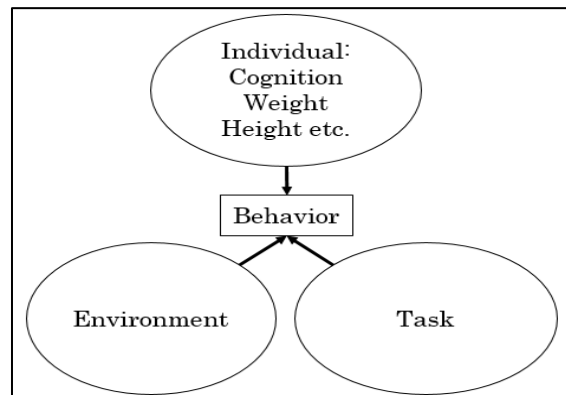 Individual:
Cognition
Weight
Height etc.
Behavior
Environment
Task